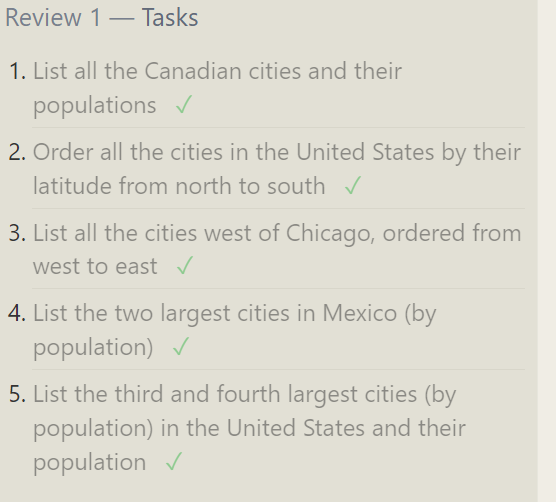 Review 1 — Tasks
1. List all the Canadian cities and their
populations ✓
2. Order all the cities in the United States by their
latitude from north to south ✓
3. List all the cities west of Chicago, ordered from
west to east ✓
4. List the two largest cities in Mexico (by
population) ✓
5. List the third and fourth largest cities (by
population) in the United States and their
population ✓